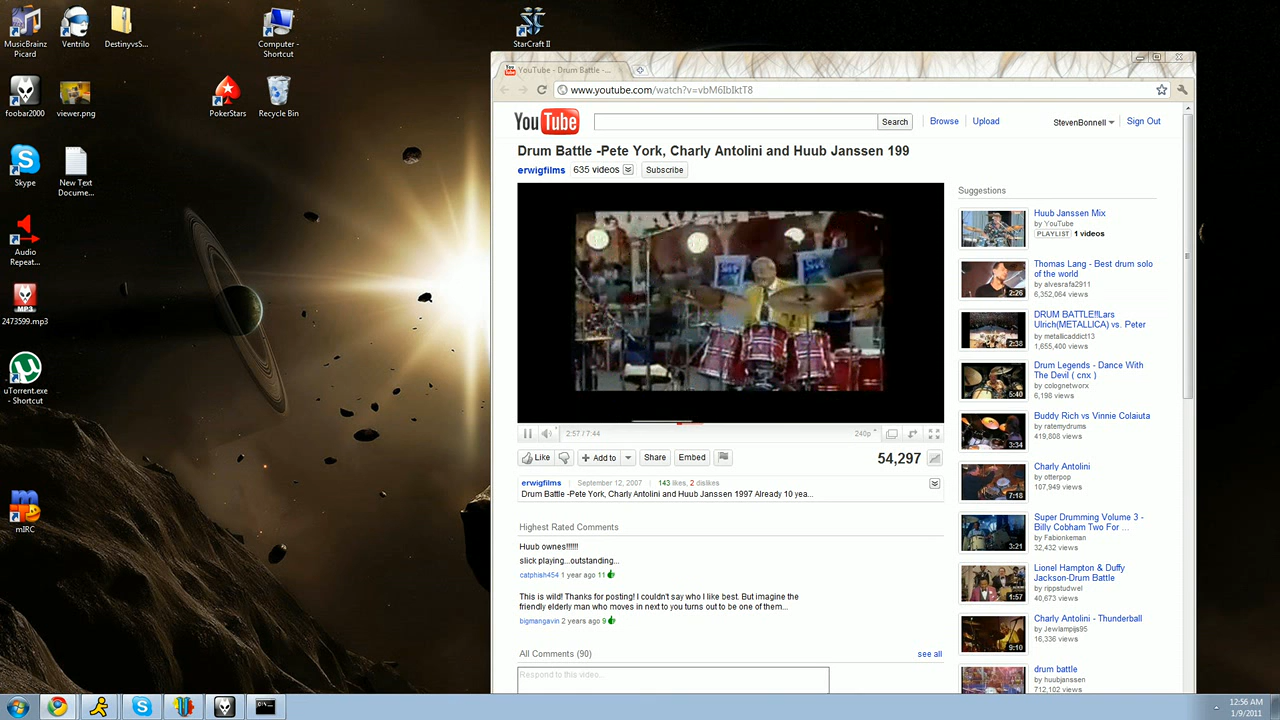 MusicBrainz
Picard
Ventrilo
DestinyvsS...
Computer -
Shortcut
StarCraft II
foobar2000
viewer.png
PokerStars
Recycle Bin
Skype
New Text
Docume...
Audio
Repeat...
MP3
2473599.mp3
uTorrent.exe
- Shortcut
mIRC
YouTube - Drum Battle -...
www.youtube.com/watch?v=vbM6IbIktT8
YouTube
Search
Browse
Upload
StevenBonnell
Sign Out
Drum Battle -Pete York, Charly Antolini and Huub Janssen 199
erwigfilms 635 videos
Subscribe
2:57 / 7:44
240p
Like
Add to
Share
Embed
54,297
erwigfilms
September 12, 2007
143 likes, 2 dislikes
Drum Battle -Pete York, Charly Antolini and Huub Janssen 1997 Already 10 yea...
Highest Rated Comments
Huub ownes!!!!!!
slick playing...outstanding...
catphish454 1 year ago 11
This is wild! Thanks for posting! I couldn't say who I like best. But imagine the
friendly elderly man who moves in next to you turns out to be one of them...
bigmangavin 2 years ago 9
All Comments (90)
see all
Respond to this video...
Suggestions
Huub Janssen Mix
by YouTube
PLAYLIST 1 videos
Thomas Lang - Best drum solo
of the world
by alvesrafa2911
6,352,064 views
2:26
DRUM BATTLE!!Lars
Ulrich(METALLICA) vs. Peter
by metallicaddict13
1,655,400 views
2:38
Drum Legends - Dance With
The Devil ( cnx )
by colognetworx
6,198 views
5:40
Buddy Rich vs Vinnie Colaiuta
by ratemydrums
419,808 views
3:34
Charly Antolini
by otterpop
107,949 views
7:18
Super Drumming Volume 3 -
Billy Cobham Two For ...
by Fabionkeman
32,432 views
3:21
Lionel Hampton & Duffy
Jackson-Drum Battle
by rippstudwel
40,673 views
1:57
Charly Antolini - Thunderball
by Jewlampijs95
16,336 views
9:10
drum battle
by huubjanssen
712,102 views
12:56 AM
1/9/2011